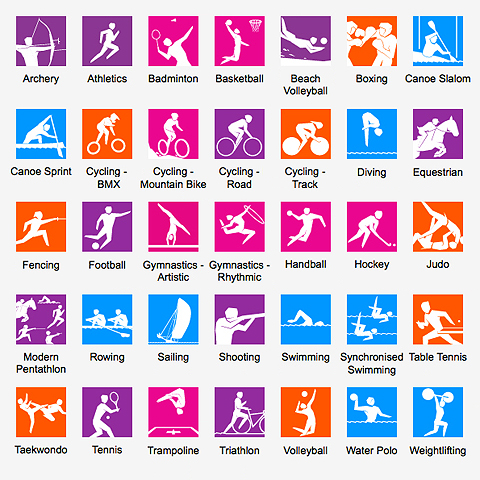 Archery
Athletics
Badminton
Basketball
Beach
Volleyball
Boxing
Canoe Slalom
Canoe Sprint
Cycling -
BMX
Cycling -
Mountain Bike
Cycling -
Road
Cycling -
Track
Diving
Equestrian
Fencing
Football
Gymnastics -
Artistic
Gymnastics -
Rhythmic
Handball
Hockey
Judo
Modern
Pentathlon
Rowing
Sailing
Shooting
Swimming
Synchronised
Swimming
Table Tennis
Taekwondo
Tennis
Trampoline
Triathlon
Volleyball
Water Polo
Weightlifting